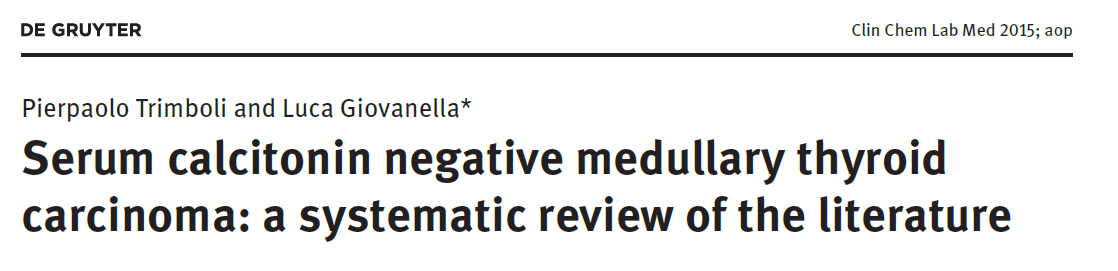 DE GRUYTER
Clin Chem Lab Med 2015; aop
Pierpaolo Trimboli and Luca Giovanella*
Serum calcitonin negative medullary thyroid
carcinoma: a systematic review of the literature